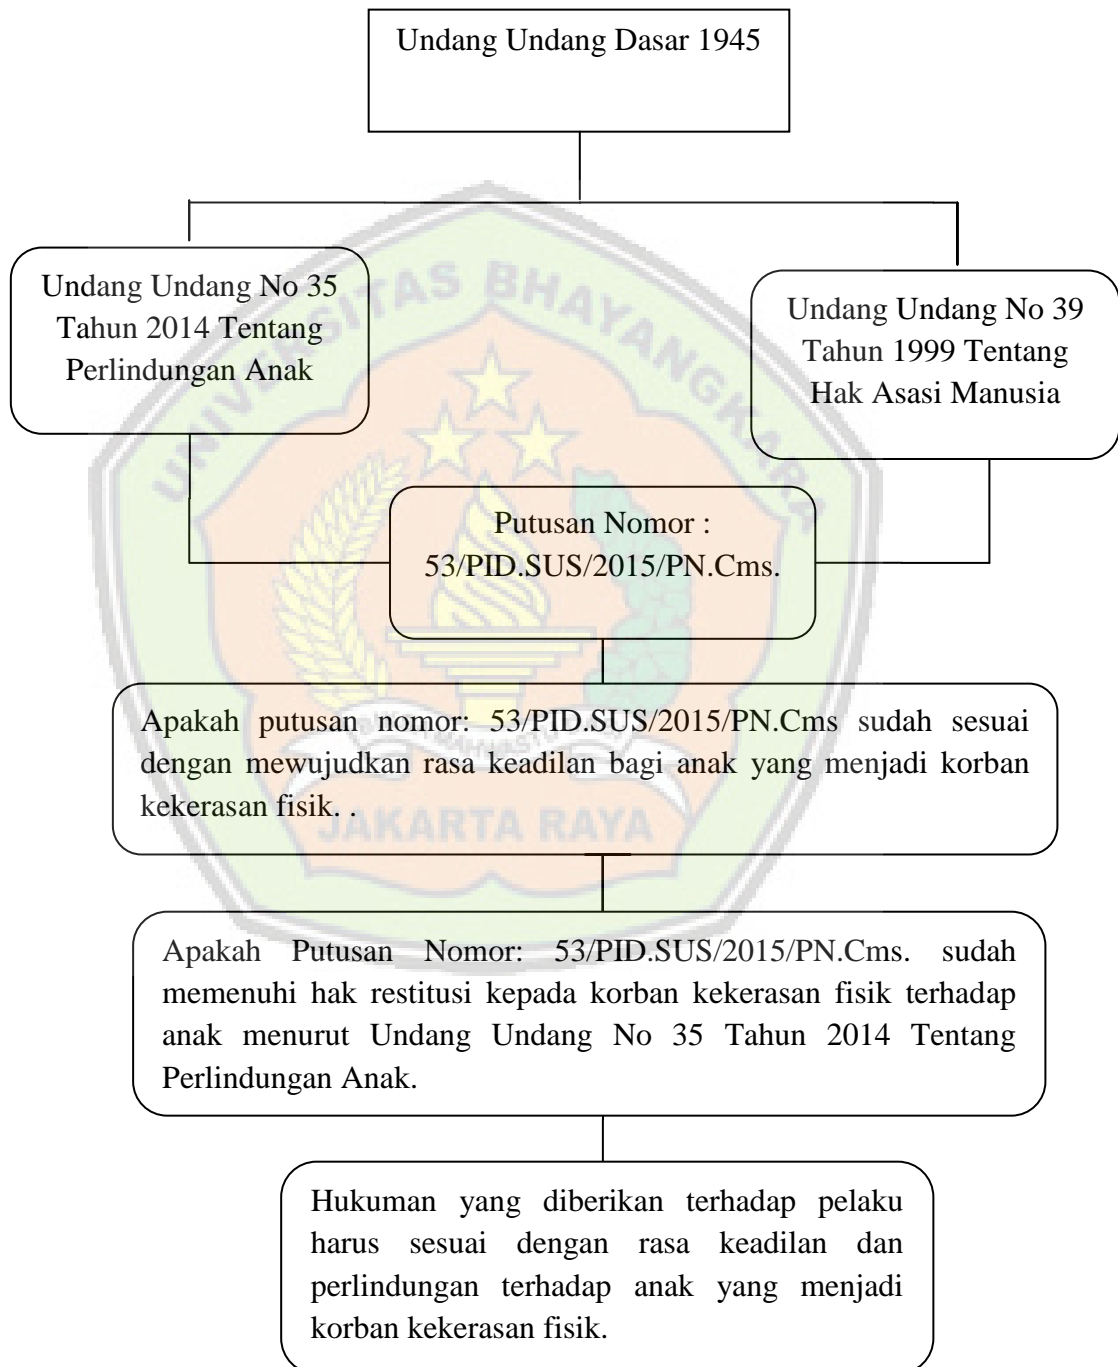 Undang Undang Dasar 1945
Undang Undang No 35
Tahun 2014 Tentang
Perlindungan Anak
Undang Undang No 39
Tahun 1999 Tentang
Hak Asasi Manusia
UNIVERSITAS BHAYANGKARA
Putusan Nomor :
53/PID.SUS/2015/PN.Cms.
Apakah putusan nomor: 53/PID.SUS/2015/PN.Cms sudah sesuai
dengan mewujudkan rasa keadilan bagi anak yang menjadi korban
kekerasan fisik. .
JAKARTA RAYA
Apakah Putusan Nomor: 53/PID.SUS/2015/PN.Cms. sudah
memenuhi hak restitusi kepada korban kekerasan fisik terhadap
anak menurut Undang Undang No 35 Tahun 2014 Tentang
Perlindungan Anak.
Hukuman yang diberikan terhadap pelaku
harus sesuai dengan rasa keadilan dan
perlindungan terhadap anak yang menjadi
korban kekerasan fisik.